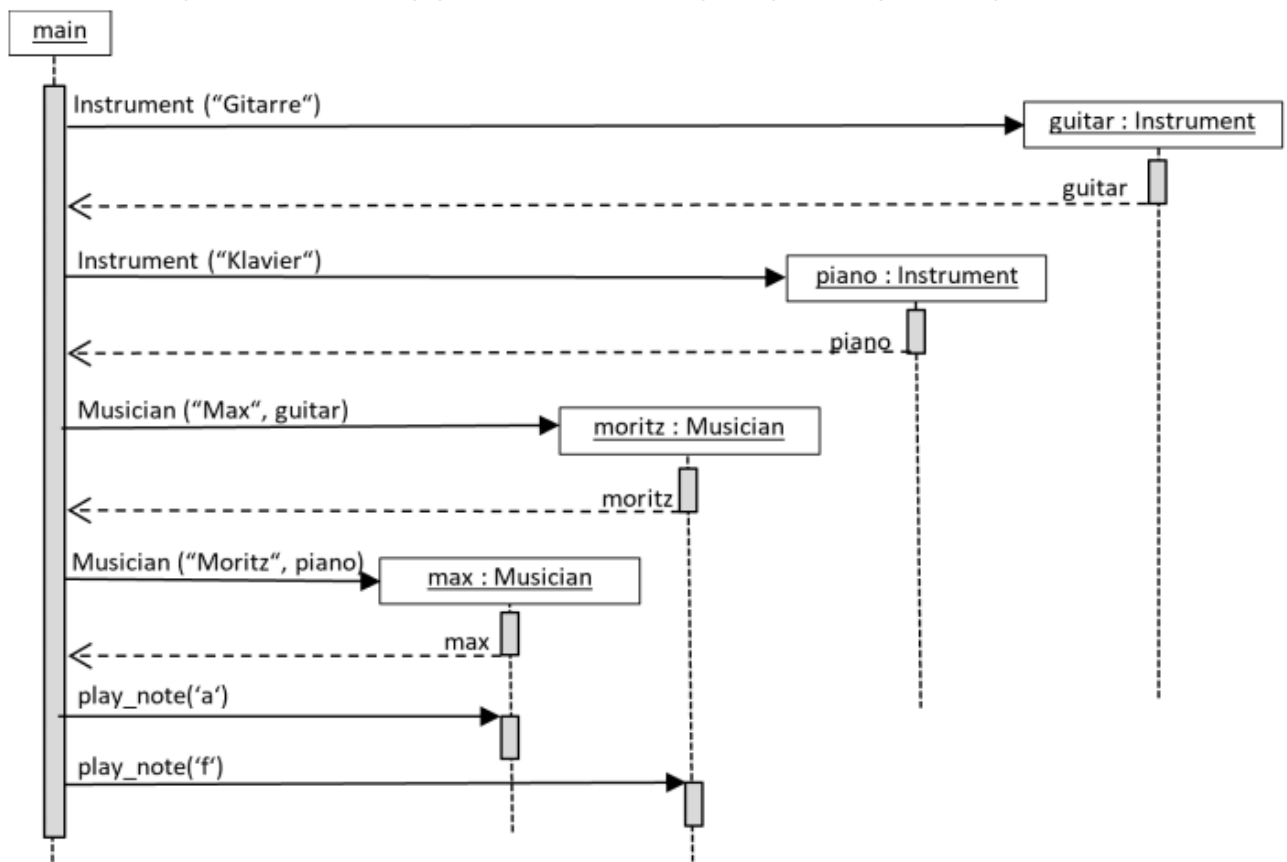 main
Instrument (“Gitarre“)
guitar : Instrument
guitar
Instrument (“Klavier“)
piano : Instrument
piano
Musician (“Max“, guitar)
moritz : Musician
moritz
Musician (“Moritz“, piano)
max : Musician
max
play_note(‘a‘)
play_note(‘f‘)